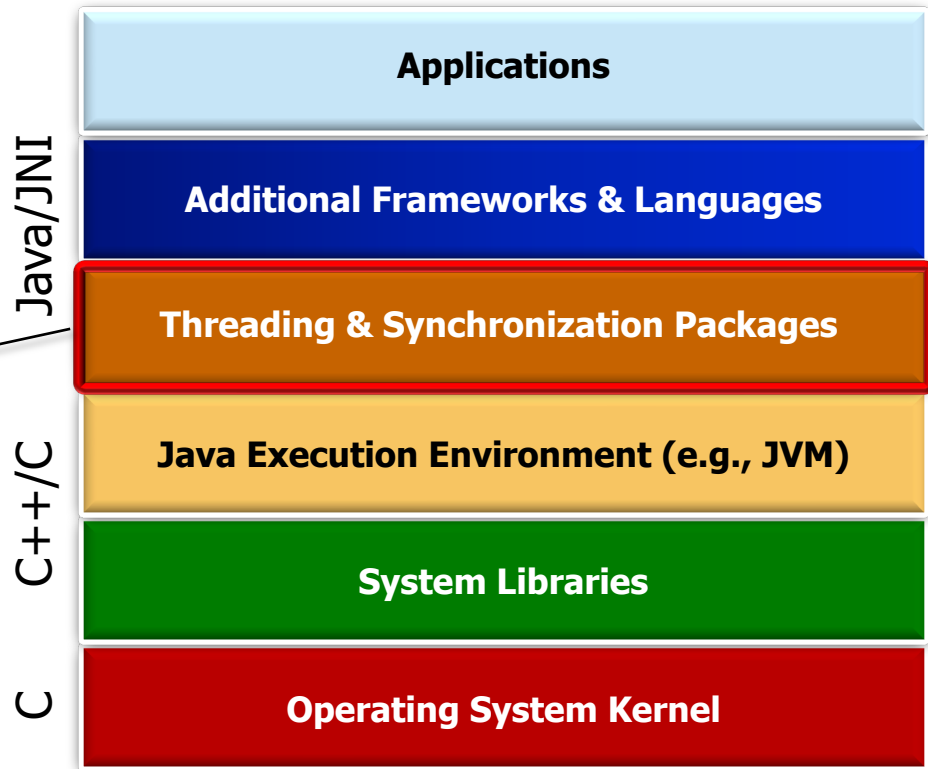 Applications
Additional Frameworks & Languages
Java/JNI
Threading & Synchronization Packages
Java Execution Environment (e.g., JVM)
C++/C
System Libraries
Operating System Kernel
C